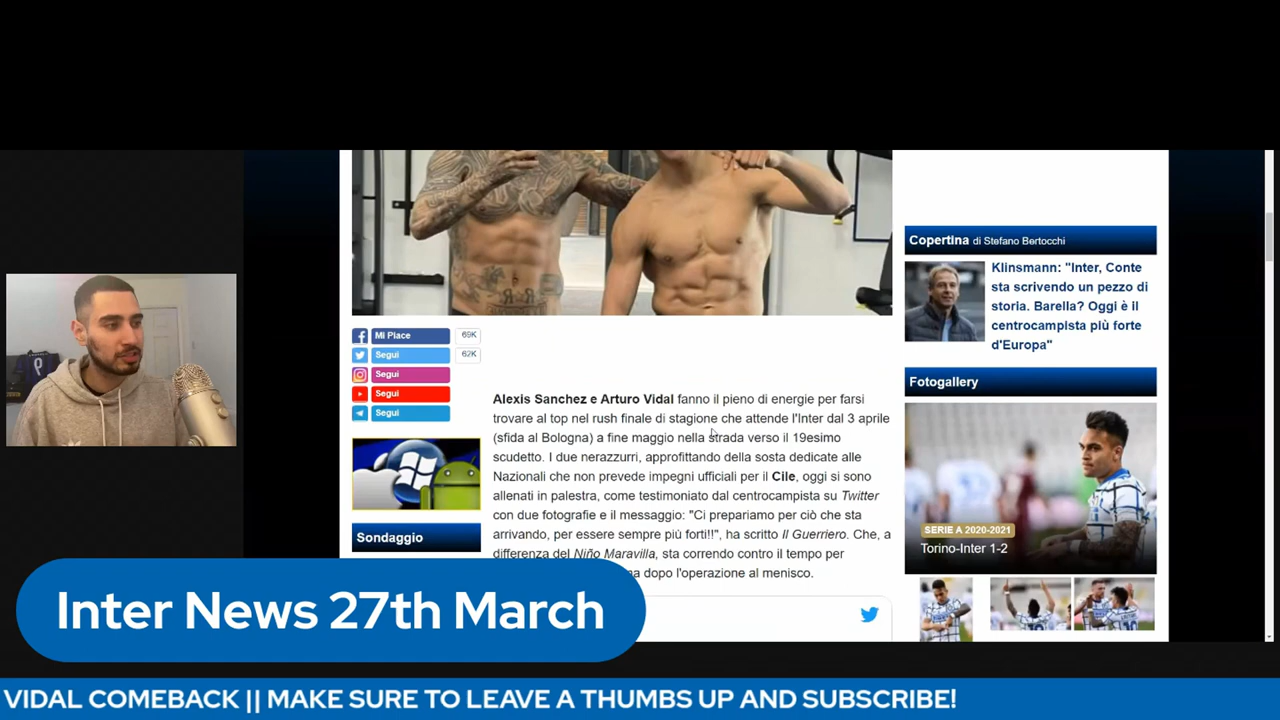 Copertina di Stefano Bertocchi
Klinsmann: "Inter, Conte
sta scrivendo un pezzo di
storia. Barella? Oggi è il
centrocampista più forte
d'Europa"
Mi Piace 69K
Segui 62K
Segui
Segui
Segui
Fotogallery
Alexis Sanchez e Arturo Vidal fanno il pieno di energie per farsi
trovare al top nel rush finale di stagione che attende l'Inter dal 3 aprile
(sfida al Bologna) a fine maggio nella strada verso il 19esimo
scudetto. I due nerazzurri, approfittando della sosta dedicate alle
Nazionali che non prevede impegni ufficiali per il Cile, oggi si sono
allenati in palestra, come testimoniato dal centrocampista su Twitter
con due fotografie e il messaggio: "Ci prepariamo per ciò che sta
arrivando, per essere sempre più forti!!", ha scritto Il Guerriero. Che, a
differenza del Niño Maravilla, sta correndo contro il tempo per
dopo l'operazione al menisco.
Sondaggio
SERIE A 2020-2021
Torino-Inter 1-2
Inter News 27th March
VIDAL COMEBACK || MAKE SURE TO LEAVE A THUMBS UP AND SUBSCRIBE!